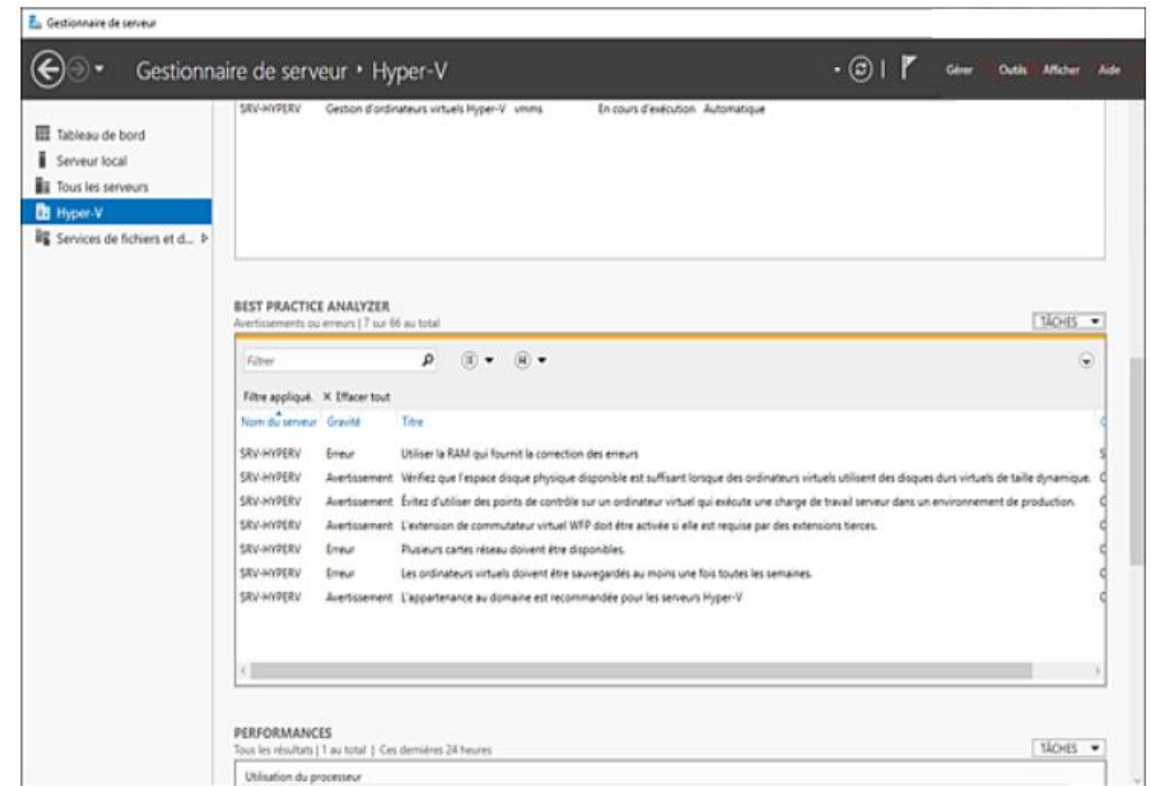 Gestionnaire de serveur
Gestionnaire de serveur • Hyper-V
Gérer Outils Afficher Aide
Tableau de bord
Serveur local
Tous les serveurs
Hyper-V
Services de fichiers et d...
SRV-HYPERV Gestion d'ordinateurs virtuels Hyper-V vmms En cours d'exécution Automatique
BEST PRACTICE ANALYZER
Avertissements ou erreurs | 7 sur 66 au total
TÂCHES
Filtrer
Filtre appliqué. × Effacer tout
Nom du serveur Gravité Titre
SRV-HYPERV Erreur Utiliser la RAM qui fournit la correction des erreurs
SRV-HYPERV Avertissement Vérifiez que l'espace disque physique disponible est suffisant lorsque des ordinateurs virtuels utilisent des disques durs virtuels de taille dynamique.
SRV-HYPERV Avertissement Évitez d'utiliser des points de contrôle sur un ordinateur virtuel qui exécute une charge de travail serveur dans un environnement de production.
SRV-HYPERV Avertissement L'extension de commutateur virtuel WFP doit être activée si elle est requise par des extensions tierces.
SRV-HYPERV Erreur Plusieurs cartes réseau doivent être disponibles.
SRV-HYPERV Erreur Les ordinateurs virtuels doivent être sauvegardés au moins une fois toutes les semaines.
SRV-HYPERV Avertissement L'appartenance au domaine est recommandée pour les serveurs Hyper-V
PERFORMANCES
Tous les résultats | 1 au total | Ces dernières 24 heures
TÂCHES
Utilisation du processeur